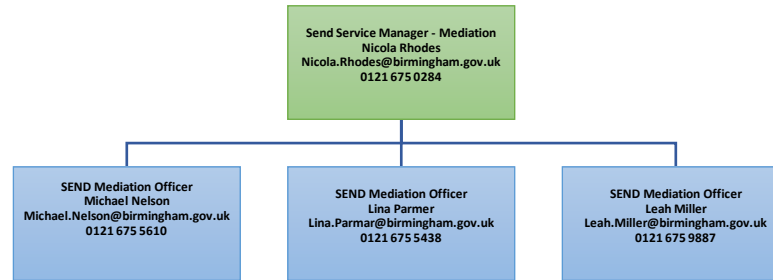 Send Service Manager - Mediation
Nicola Rhodes
Nicola.Rhodes@birmingham.gov.uk
0121 675 0284
SEND Mediation Officer
Michael Nelson
Michael.Nelson@birmingham.gov.uk
0121 675 5610
SEND Mediation Officer
Lina Parmer
Lina.Parmar@birmingham.gov.uk
0121 675 5438
SEND Mediation Officer
Leah Miller
Leah.Miller@birmingham.gov.uk
0121 675 9887